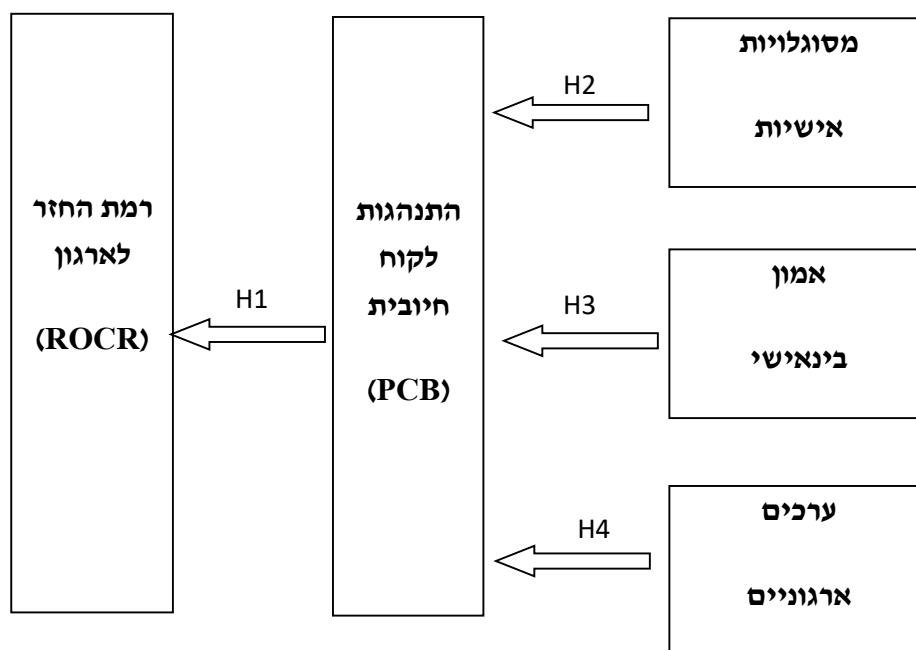 מסוגלויות
אישיות
H2
אמון
בינאישי
H3
ערכים
ארגוניים
H4
התנהגות
לקוח
חיובית
(PCB)
H1
רמת החזר
לארגון
(ROCR)